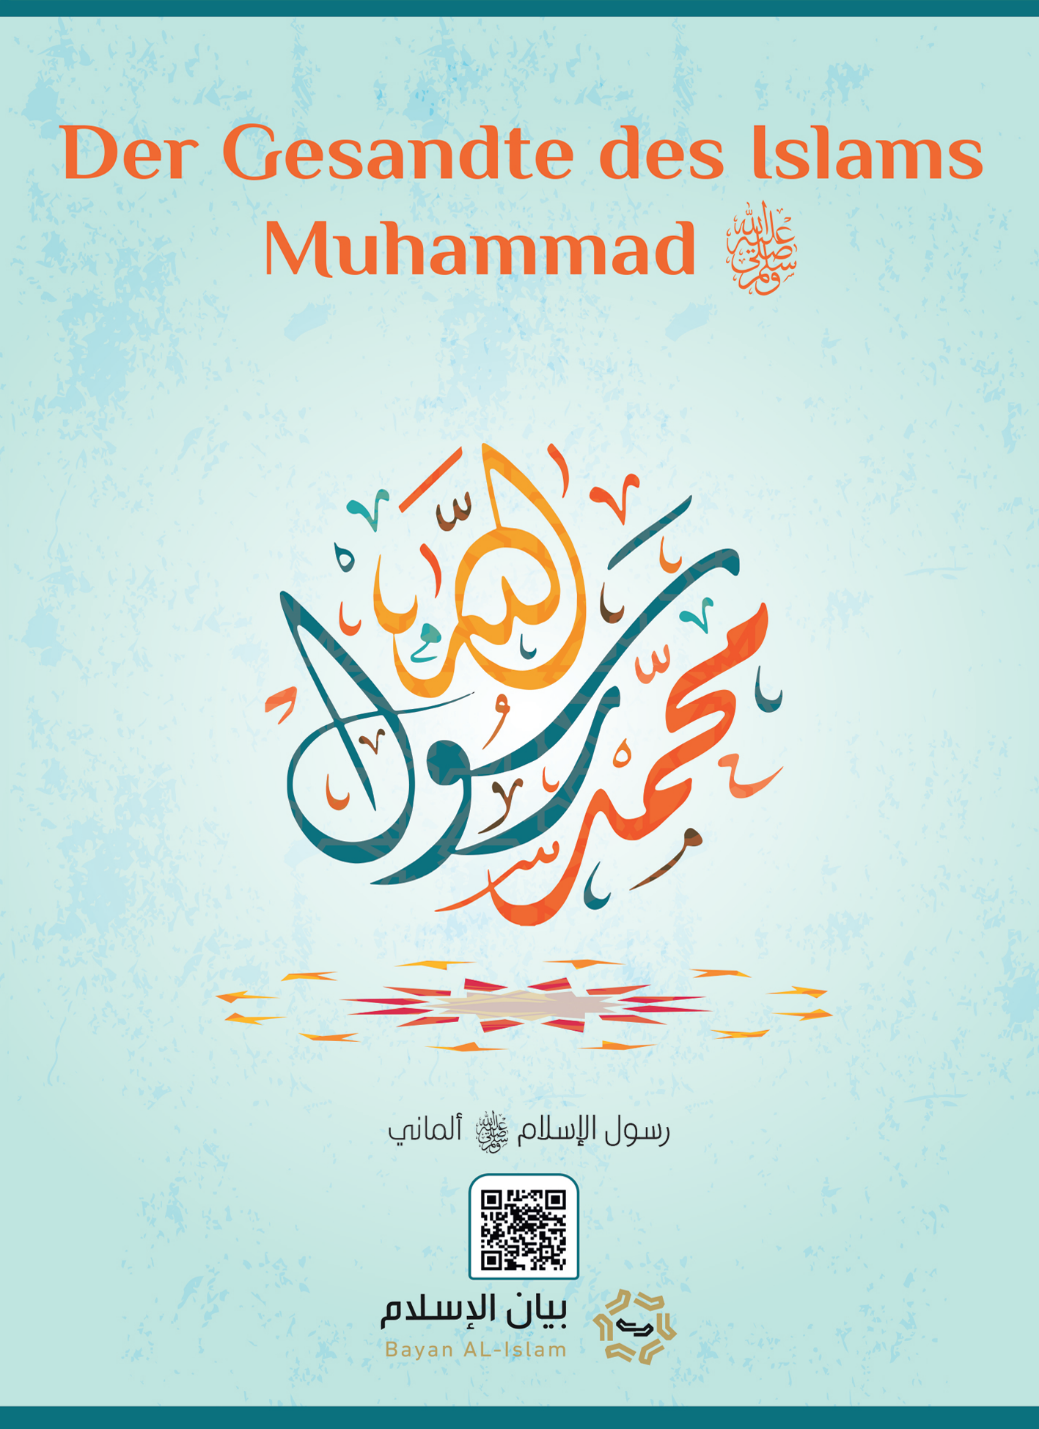 Der Gesandte des Islams
Muhammad ﷺ
محمد رسول الله
رسول الإسلام ﷺ ألماني
بيان الإسلام
Bayan AL-Islam